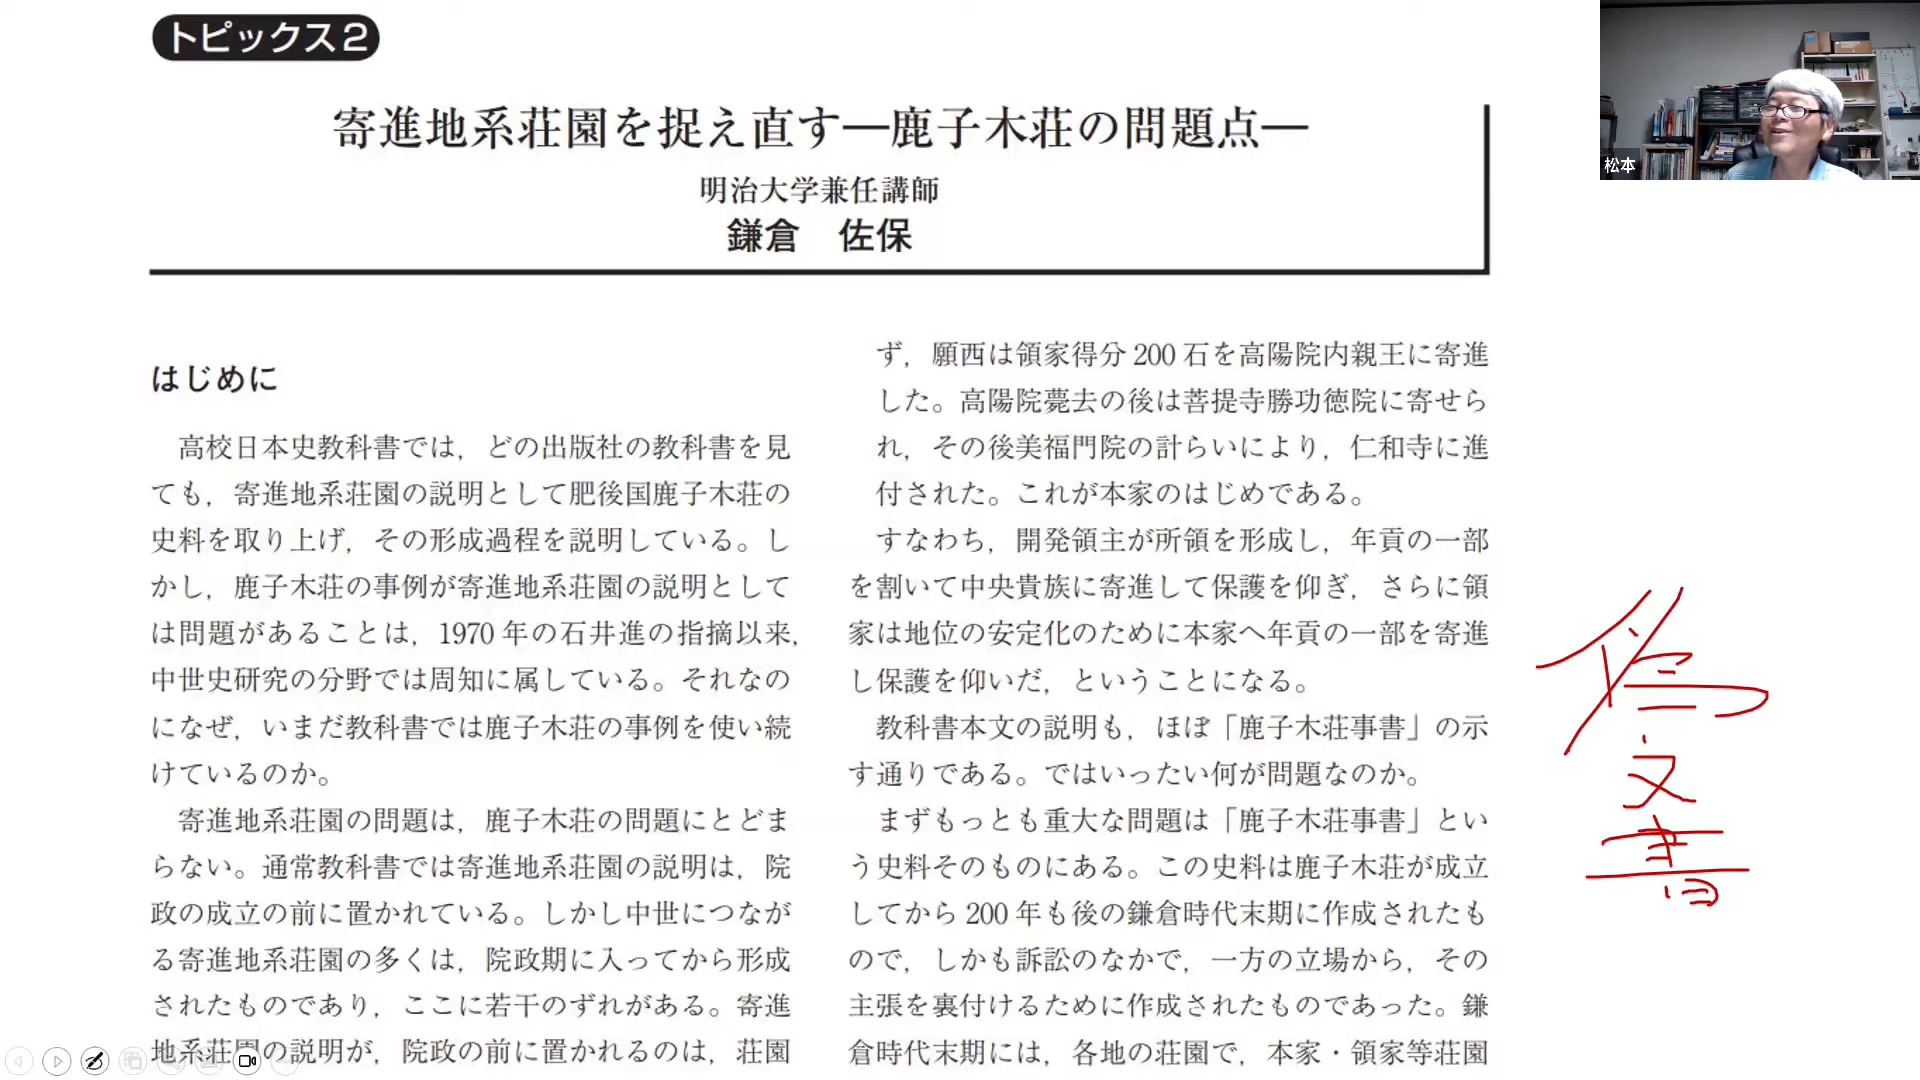 トピックス2
寄進地系荘園を捉え直す―鹿子木荘の問題点―
明治大学兼任講師
鎌倉 佐保
はじめに
高校日本史教科書では，どの出版社の教科書を見
ても，寄進地系荘園の説明として肥後国鹿子木荘の
史料を取り上げ，その形成過程を説明している。し
かし，鹿子木荘の事例が寄進地系荘園の説明として
は問題があることは，1970 年の石井進の指摘以来，
中世史研究の分野では周知に属している。それなの
になぜ，いまだ教科書では鹿子木荘の事例を使い続
けているのか。
寄進地系荘園の問題は，鹿子木荘の問題にとどま
らない。通常教科書では寄進地系荘園の説明は，院
政の成立の前に置かれている。しかし中世につなが
る寄進地系荘園の多くは，院政期に入ってから形成
されたものであり，ここに若干のずれがある。寄進
地系荘園の説明が，院政の前に置かれるのは，荘園
ず，願西は領家得分 200 石を高陽院内親王に寄進
した。高陽院薨去の後は菩提寺勝功徳院に寄せら
れ，その後美福門院の計らいにより，仁和寺に進
付された。これが本家のはじめである。
すなわち，開発領主が所領を形成し，年貢の一部
を割いて中央貴族に寄進して保護を仰ぎ，さらに領
家は地位の安定化のために本家へ年貢の一部を寄進
し保護を仰いだ，ということになる。
教科書本文の説明も，ほぼ「鹿子木荘事書」の示
す通りである。ではいったい何が問題なのか。
まずもっとも重大な問題は「鹿子木荘事書」とい
う史料そのものにある。この史料は鹿子木荘が成立
してから 200 年も後の鎌倉時代末期に作成されたも
ので，しかも訴訟のなかで，一方の立場から，その
主張を裏付けるために作成されたものであった。鎌
倉時代末期には，各地の荘園で，本家・領家等荘園
偽
文
書
松本